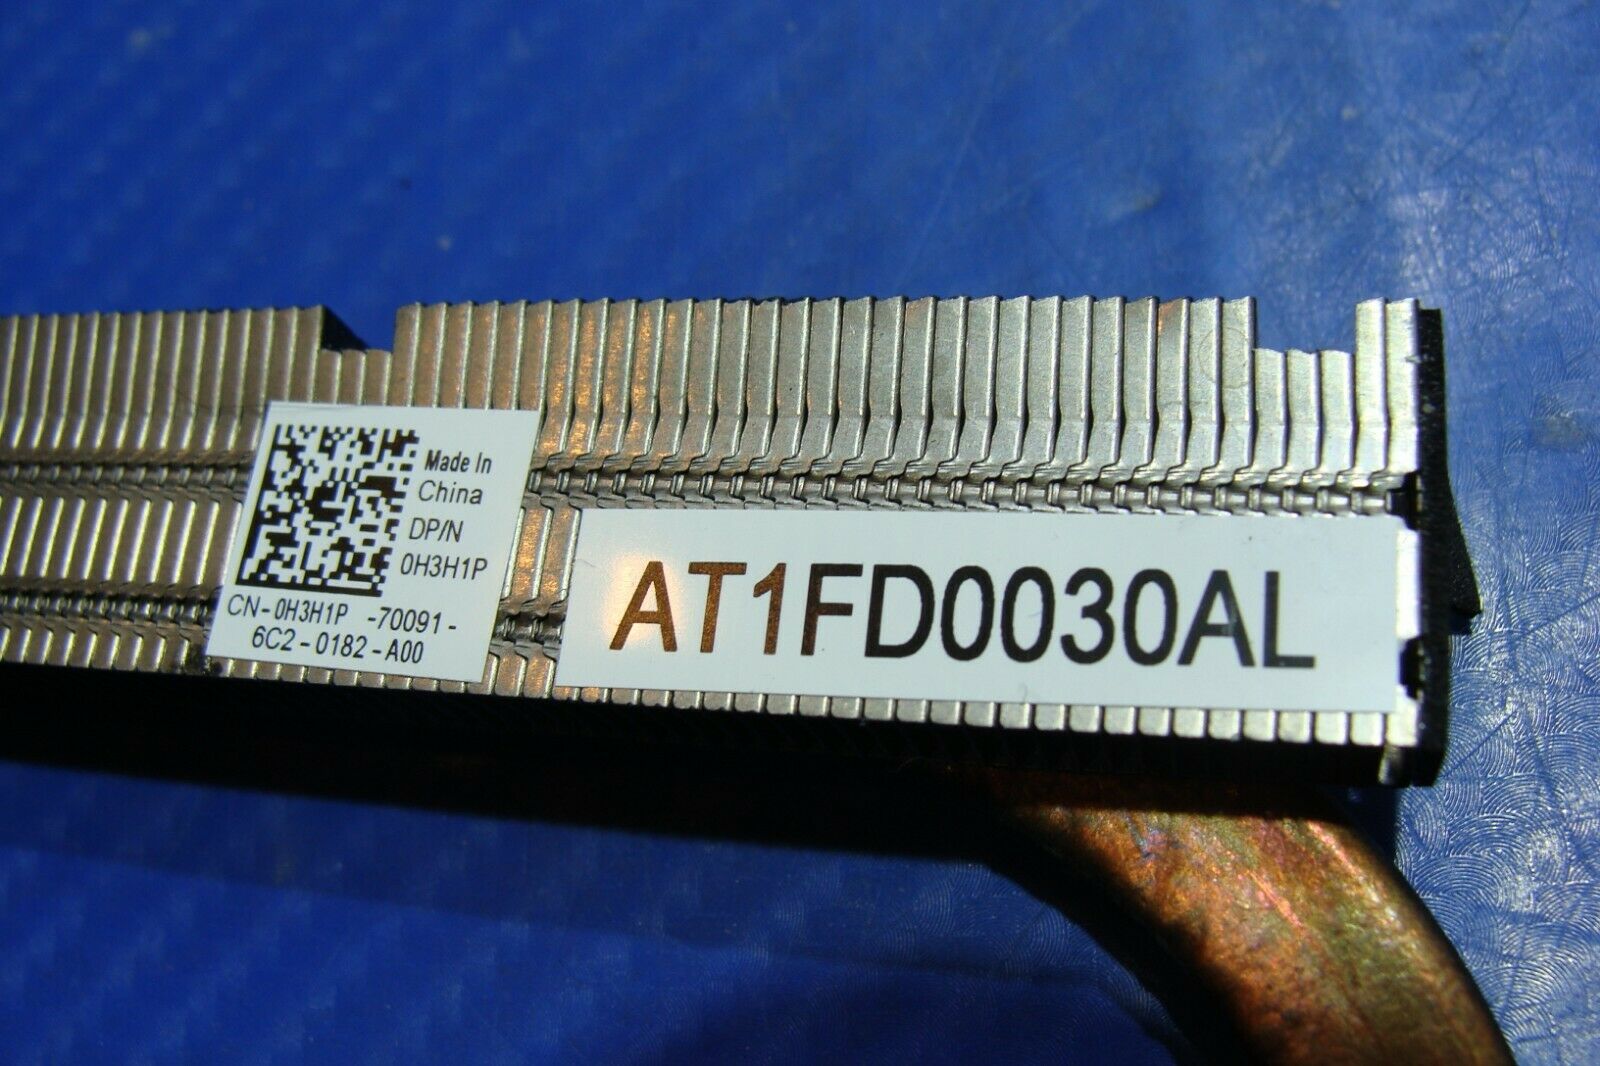 Made In
China
DP/N
0H3H1P
CN-0H3H1P -70091-
6C2-0182-A00
AT1FD0030AL